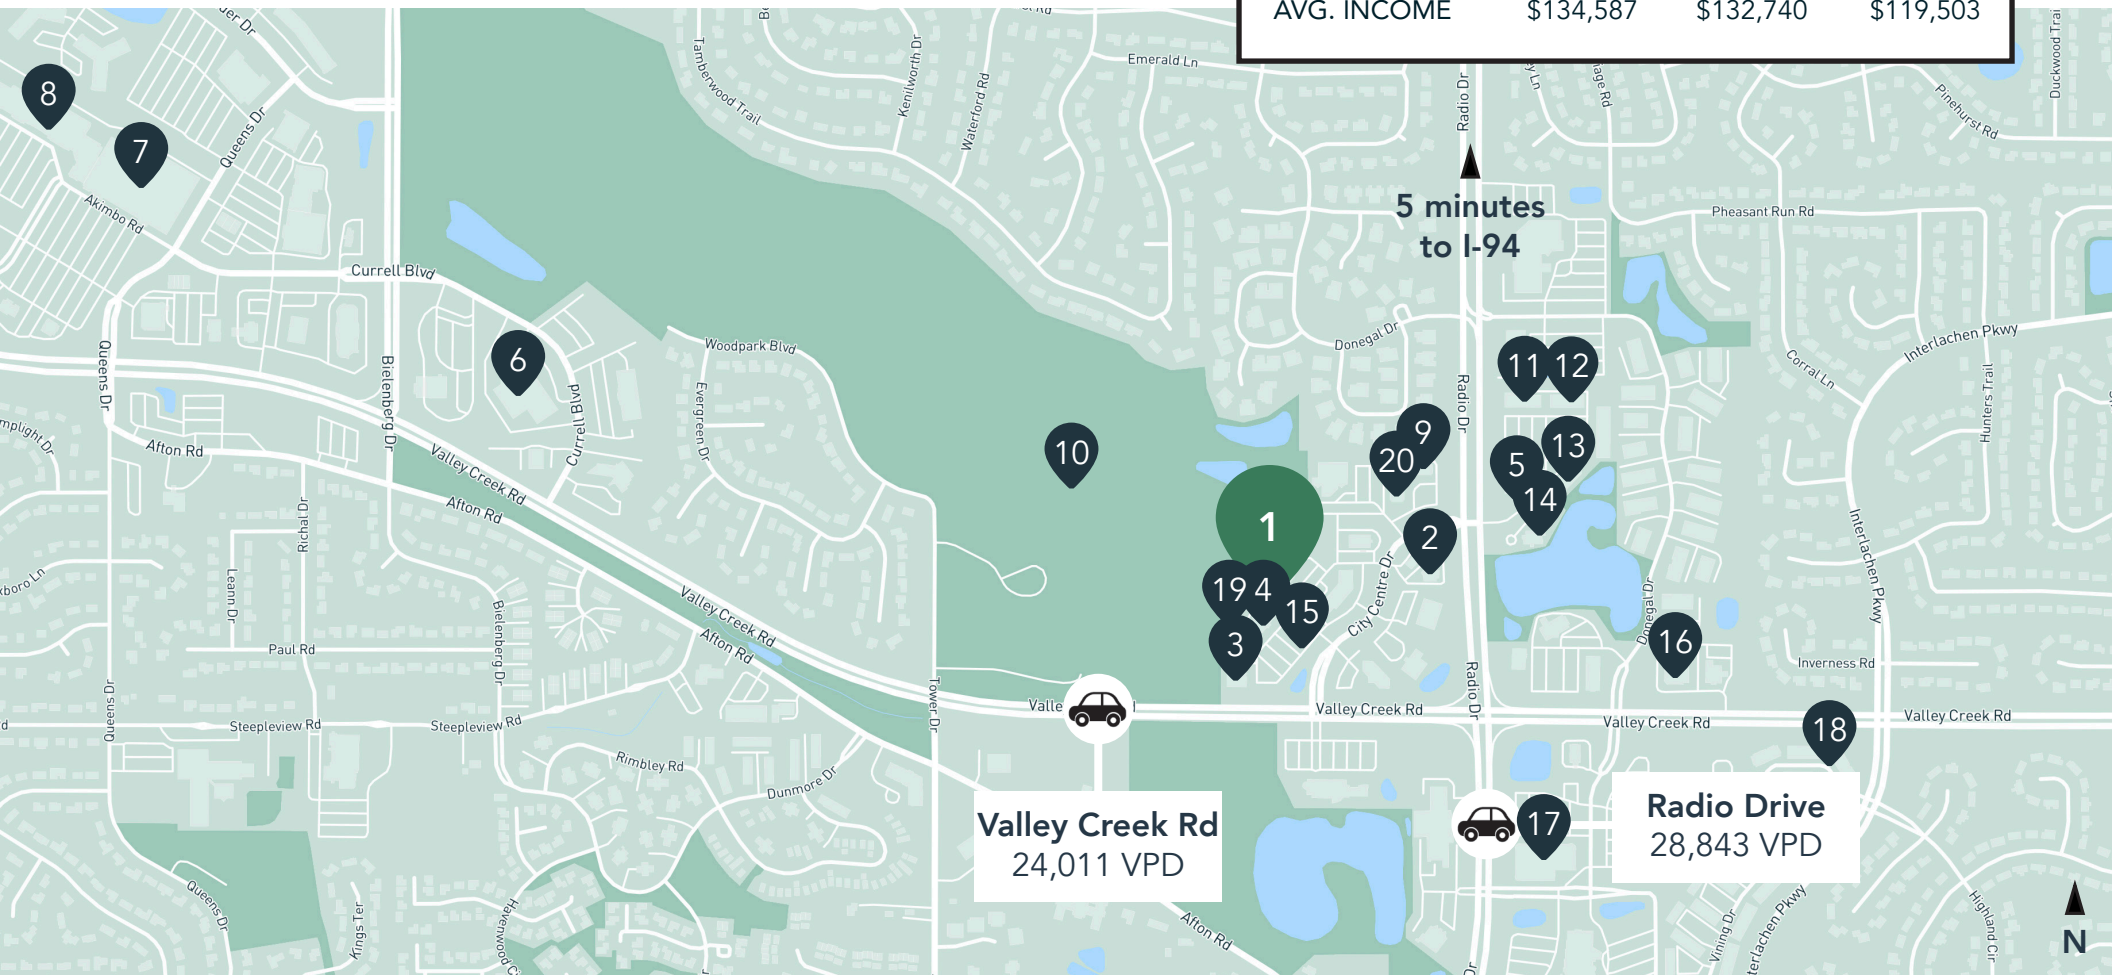 AVG. INCOME $134,587 $132,740 $119,503
Emerald Ln
Tamberwood Trail
Kenilworth Dr
Waterford Rd
Radio Dr
Pinehurst Rd
Duckwood Trai
8
7
Queens Dr
Akimbo Rd
5 minutes
to I-94
Pheasant Run Rd
Currell Blvd
Interlachen Pkwy
Donegal Dr
Woodpark Blvd
Queens Dr
Bielenberg Dr
6
Currell Blvd
Evergreen Dr
11
12
Corral Ln
Hunters Trail
Radio Dr
9
20
10
13
5
14
Afton Rd
Valley Creek Rd
Afton Rd
Richal Dr
1
2
Interlachen Pkwy
Leann Dr
Bielenberg Dr
19
4
15
3
City Centre Dr
Donegal Dr
16
Valley Creek Rd
Afton Rd
Paul Rd
Inverness Rd
Queens Dr
Steepleview Rd
Steepleview Rd
Tower Dr
Radio Dr
Valley Creek Rd
Valley Creek Rd
Valley Creek Rd
18
Rimbley Rd
Dunmore Dr
Valley Creek Rd
24,011 VPD
17
Radio Drive
28,843 VPD
Queens Dr
Kings Ter
Afton Rd
Vining Dr
terlachen Pkwy
Highland Cir
N